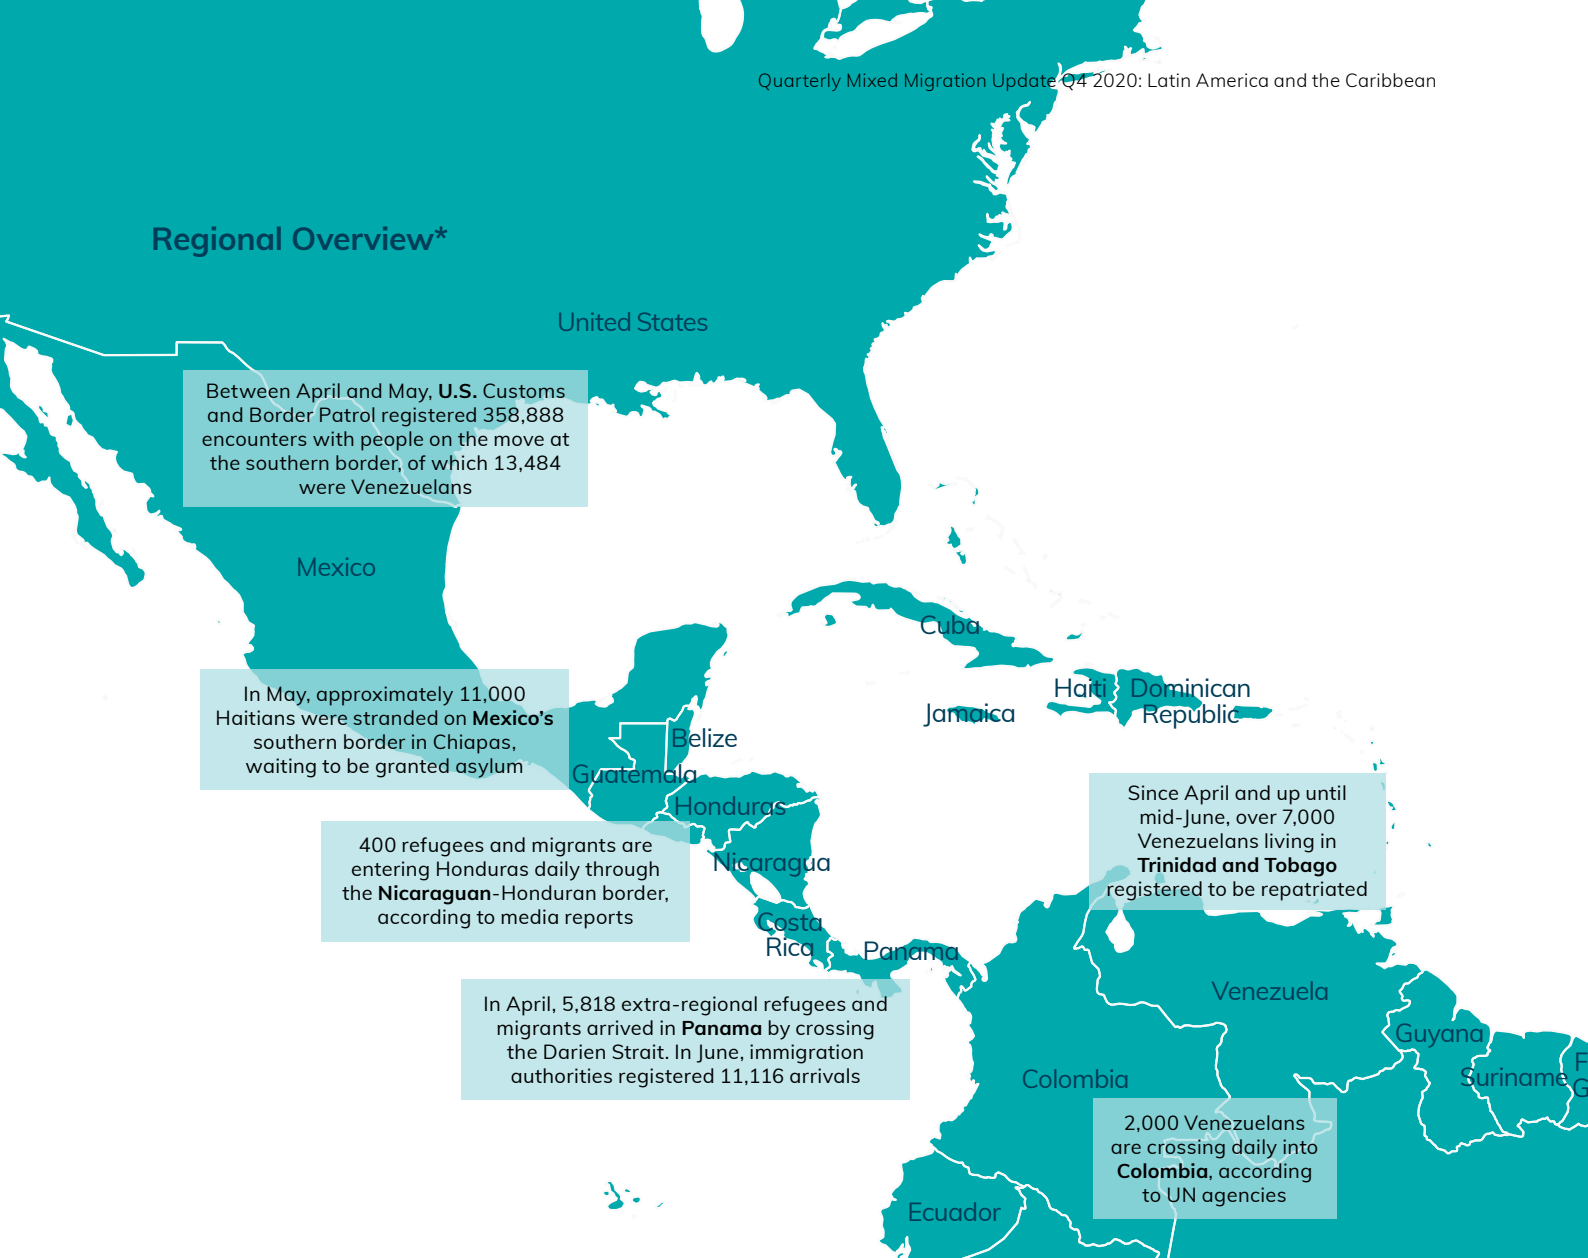 Quarterly Mixed Migration Update Q4 2020: Latin America and the Caribbean
Regional Overview*
United States
Between April and May, U.S. Customs
and Border Patrol registered 358,888
encounters with people on the move at
the southern border, of which 13,484
were Venezuelans
Mexico
Cuba
Haiti
Dominican
Republic
Jamaica
In May, approximately 11,000
Haitians were stranded on Mexico’s
southern border in Chiapas,
waiting to be granted asylum
Belize
Guatemala
Honduras
Since April and up until
mid-June, over 7,000
Venezuelans living in
Trinidad and Tobago
registered to be repatriated
400 refugees and migrants are
entering Honduras daily through
the Nicaraguan-Honduran border,
according to media reports
Nicaragua
Costa
Rica
Panama
In April, 5,818 extra-regional refugees and
migrants arrived in Panama by crossing
the Darien Strait. In June, immigration
authorities registered 11,116 arrivals
Venezuela
Guyana
Suriname
F
G
Colombia
2,000 Venezuelans
are crossing daily into
Colombia, according
to UN agencies
Ecuador